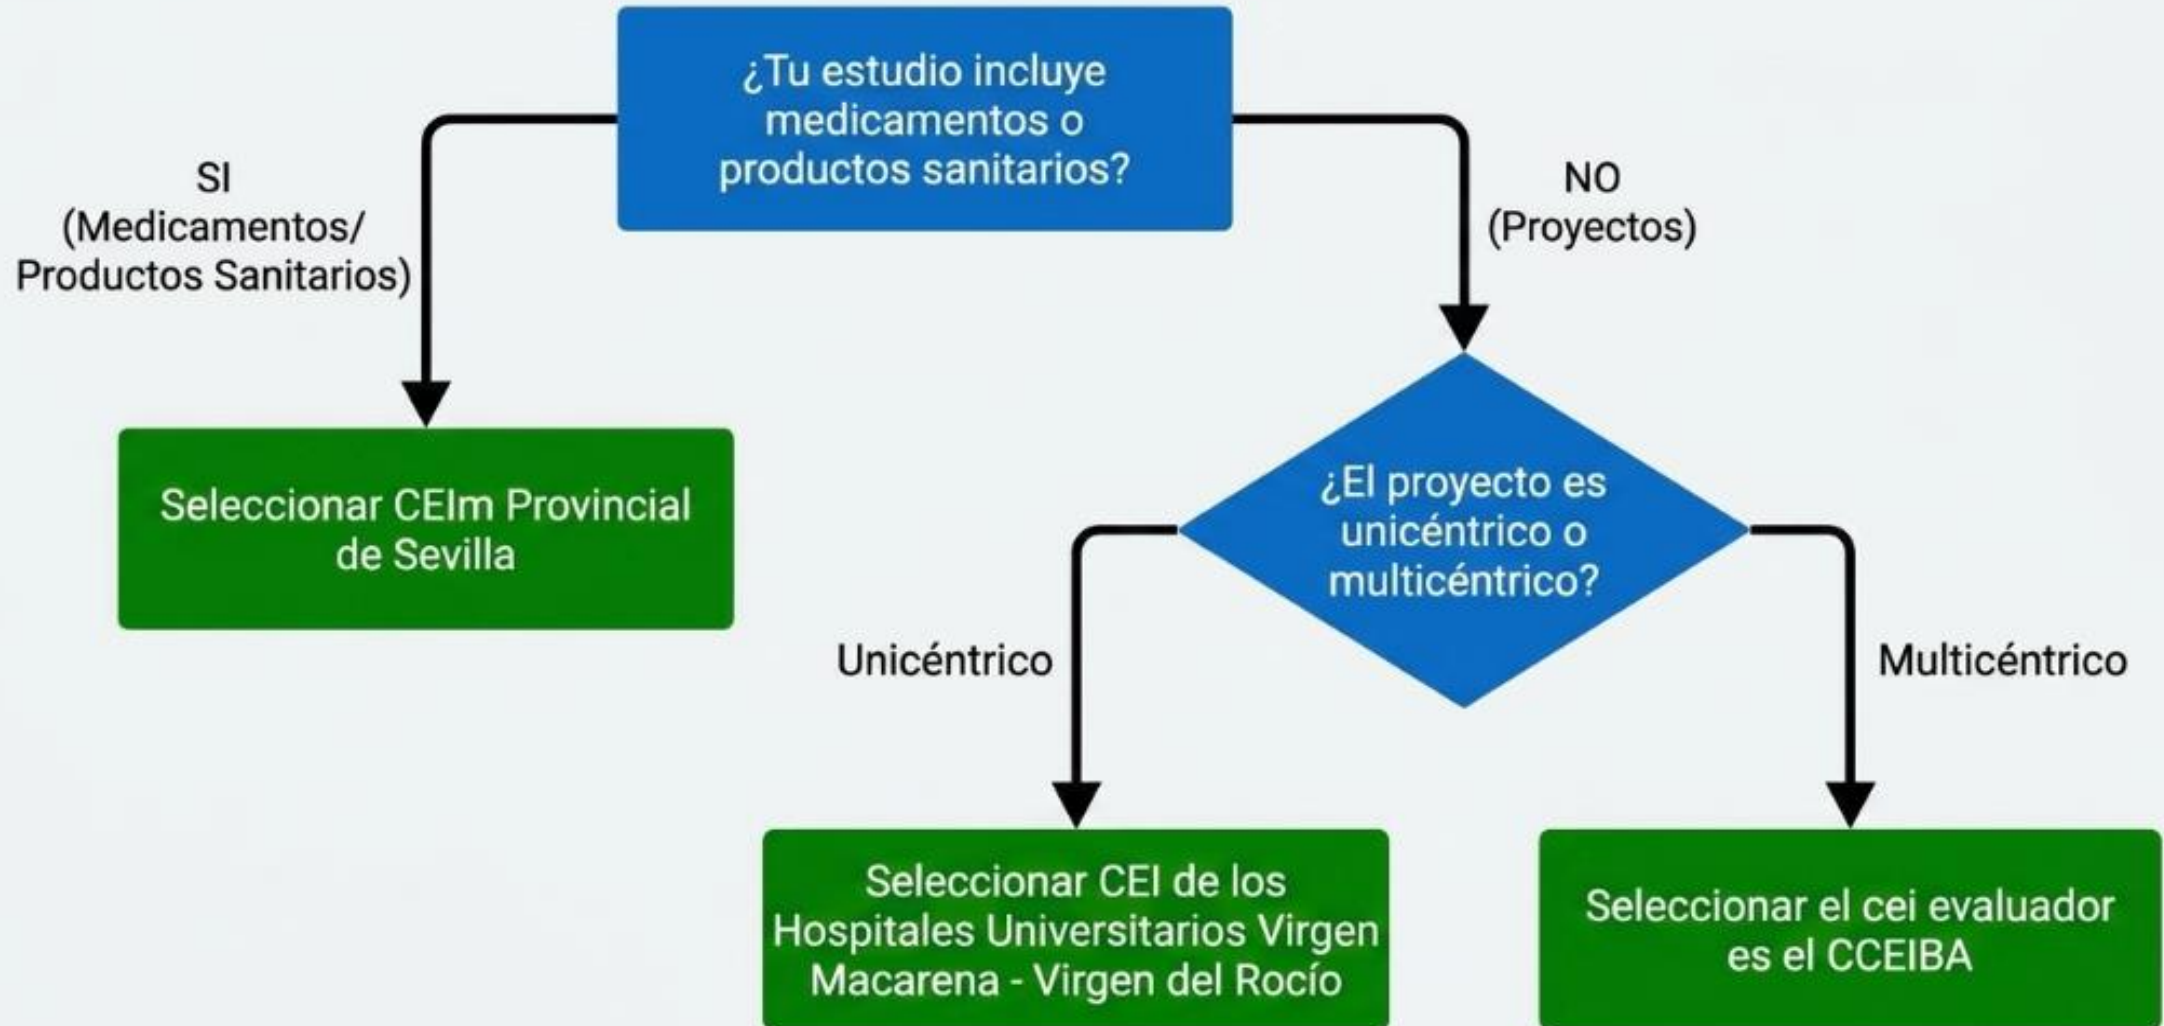 ¿Tu estudio incluye
medicamentos o
productos sanitarios?
SI
(Medicamentos/
Productos Sanitarios)
NO
(Proyectos)
Seleccionar CEIm Provincial
de Sevilla
¿El proyecto es
unicéntrico o
multicéntrico?
Unicéntrico
Multicéntrico
Seleccionar CEI de los
Hospitales Universitarios Virgen
Macarena - Virgen del Rocío
Seleccionar el cei evaluador
es el CCEIBA